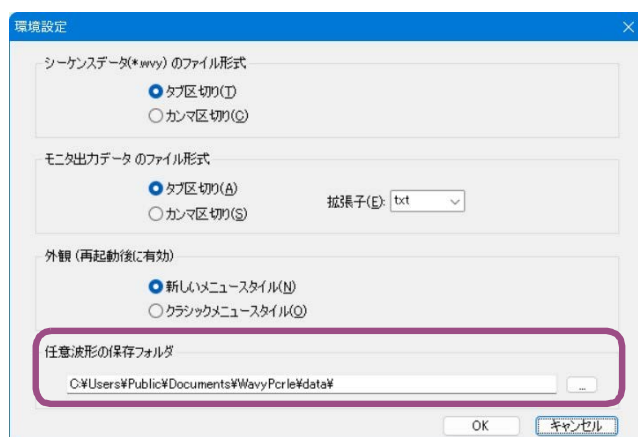 環境設定
シーケンスデータ(*.wvy) のファイル形式
タブ区切り(T)
カンマ区切り(C)
モニタ出力データ のファイル形式
タブ区切り(A)
カンマ区切り(S)
拡張子(E): txt
外観 (再起動後に有効)
新しいメニュースタイル(N)
クラシックメニュースタイル(O)
任意波形の保存フォルダ
C:¥Users¥Public¥Documents¥WavyPcrle¥data¥
...
OK キャンセル